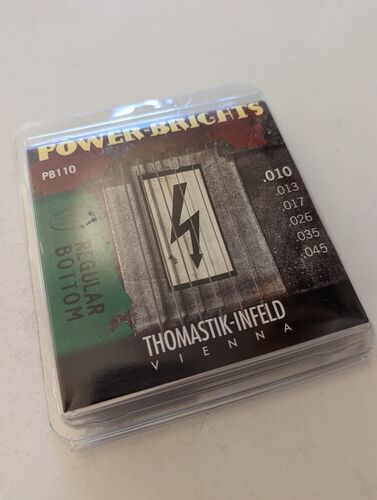 POWER-BRIGHTS
PB110
.010
.013
.017
.026
.035
.045
REGULAR
BOTTOM
THOMASTIK-INFELD
VIENNA